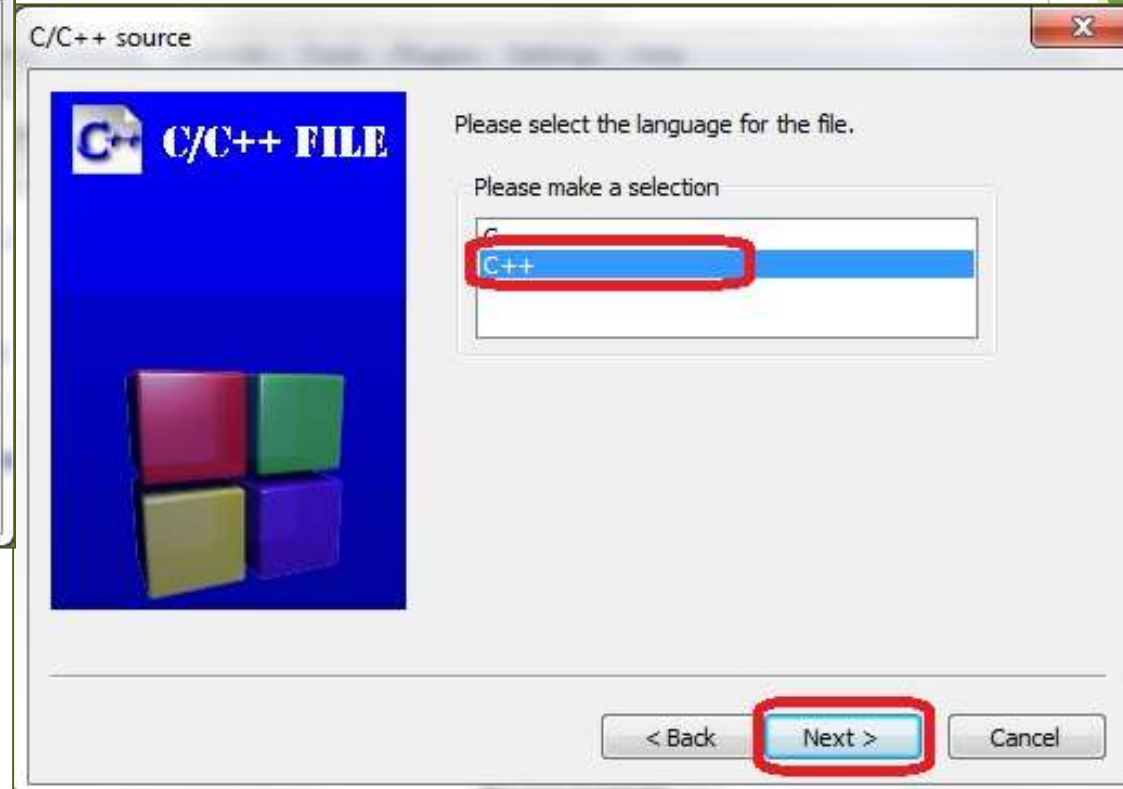 C/C++ source
C++ C/C++ FILE
Please select the language for the file.
Please make a selection
C
C++
< Back
Next >
Cancel